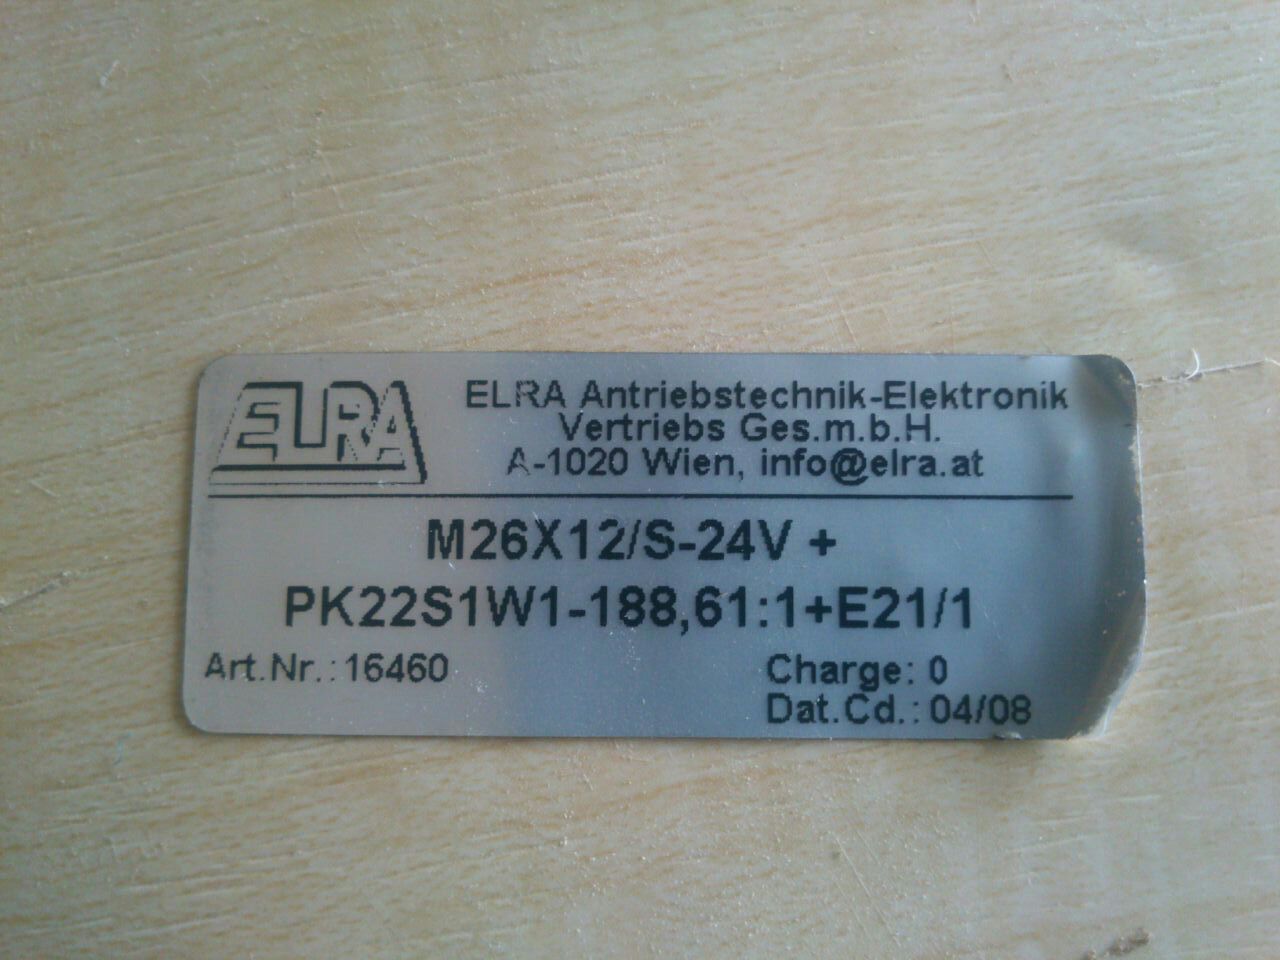 ELRA
ELRA Antriebstechnik-Elektronik
Vertriebs Ges.m.b.H.
A-1020 Wien, info@elra.at
M26X12/S-24V +
PK22S1W1-188,61:1+E21/1
Art.Nr.:16460
Charge: 0
Dat.Cd.: 04/08